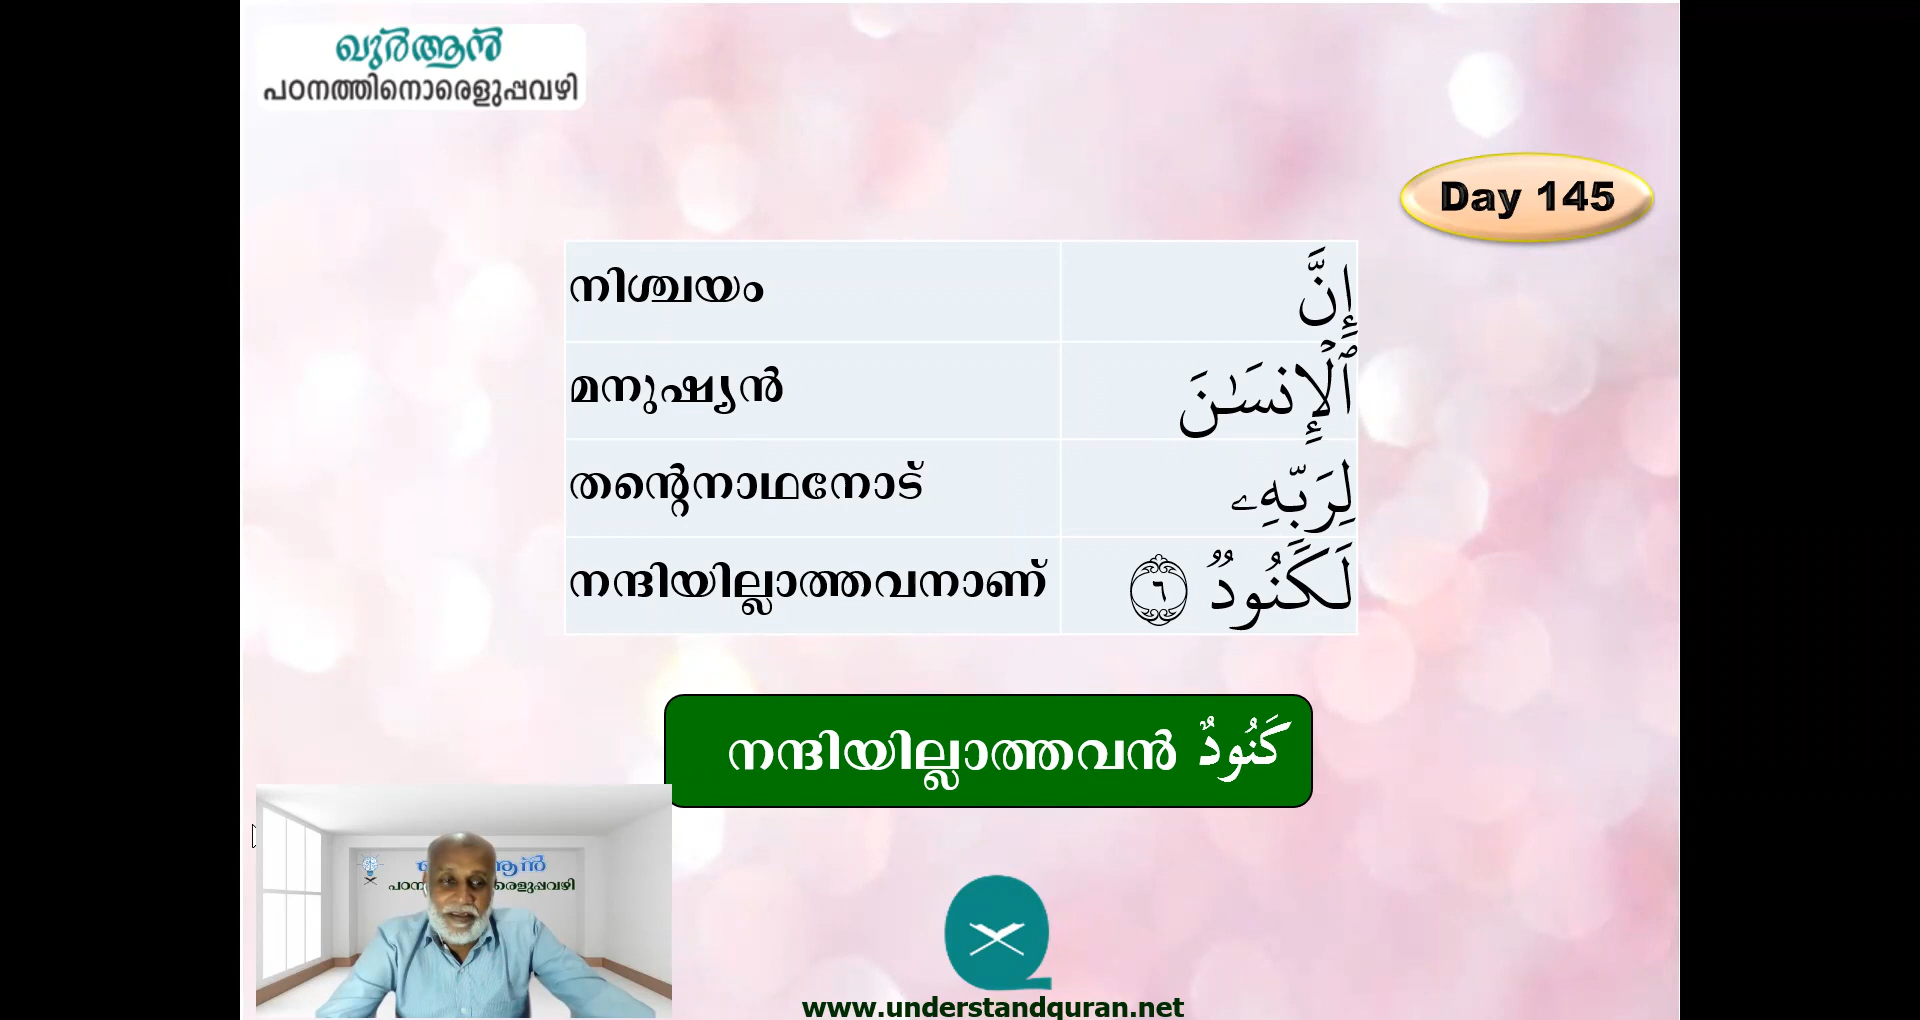 ഖുർആൻ
പഠനത്തിനൊരെളുപ്പവഴി
Day 145
നിശ്ചയം إِنَّ
മനുഷ്യൻ ٱلْإِنسَـٰنَ
തന്റെനാഥനോട് لِرَبِّهِۦ
നന്ദിയില്ലാത്തവനാണ് لَكَنُودٌ ٦
നന്ദിയില്ലാത്തവൻ كَنُودٌ
www.understandquran.net